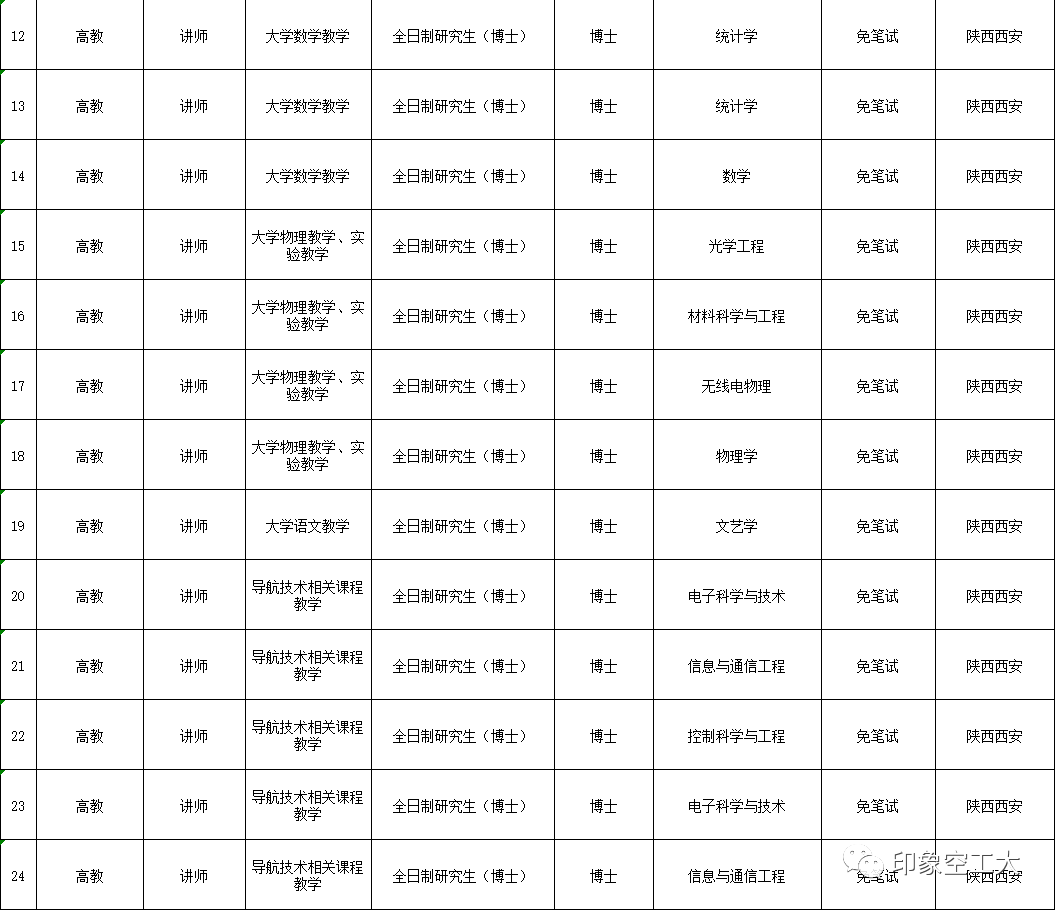 12 高教 讲师 大学数学教学 全日制研究生（博士） 博士 统计学 免笔试 陕西西安
13 高教 讲师 大学数学教学 全日制研究生（博士） 博士 统计学 免笔试 陕西西安
14 高教 讲师 大学数学教学 全日制研究生（博士） 博士 数学 免笔试 陕西西安
15 高教 讲师 大学物理教学、实 全日制研究生（博士） 博士 光学工程 免笔试 陕西西安
验教学
16 高教 讲师 大学物理教学、实 全日制研究生（博士） 博士 材料科学与工程 免笔试 陕西西安
验教学
17 高教 讲师 大学物理教学、实 全日制研究生（博士） 博士 无线电物理 免笔试 陕西西安
验教学
18 高教 讲师 大学物理教学、实 全日制研究生（博士） 博士 物理学 免笔试 陕西西安
验教学
19 高教 讲师 大学语文教学 全日制研究生（博士） 博士 文艺学 免笔试 陕西西安
20 高教 讲师 导航技术相关课程 全日制研究生（博士） 博士 电子科学与技术 免笔试 陕西西安
教学
21 高教 讲师 导航技术相关课程 全日制研究生（博士） 博士 信息与通信工程 免笔试 陕西西安
教学
22 高教 讲师 导航技术相关课程 全日制研究生（博士） 博士 控制科学与工程 免笔试 陕西西安
教学
23 高教 讲师 导航技术相关课程 全日制研究生（博士） 博士 电子科学与技术 免笔试 陕西西安
教学
24 高教 讲师 导航技术相关课程 全日制研究生（博士） 博士 信息与通信工程 免笔试 陕西西安
教学
印象空工大